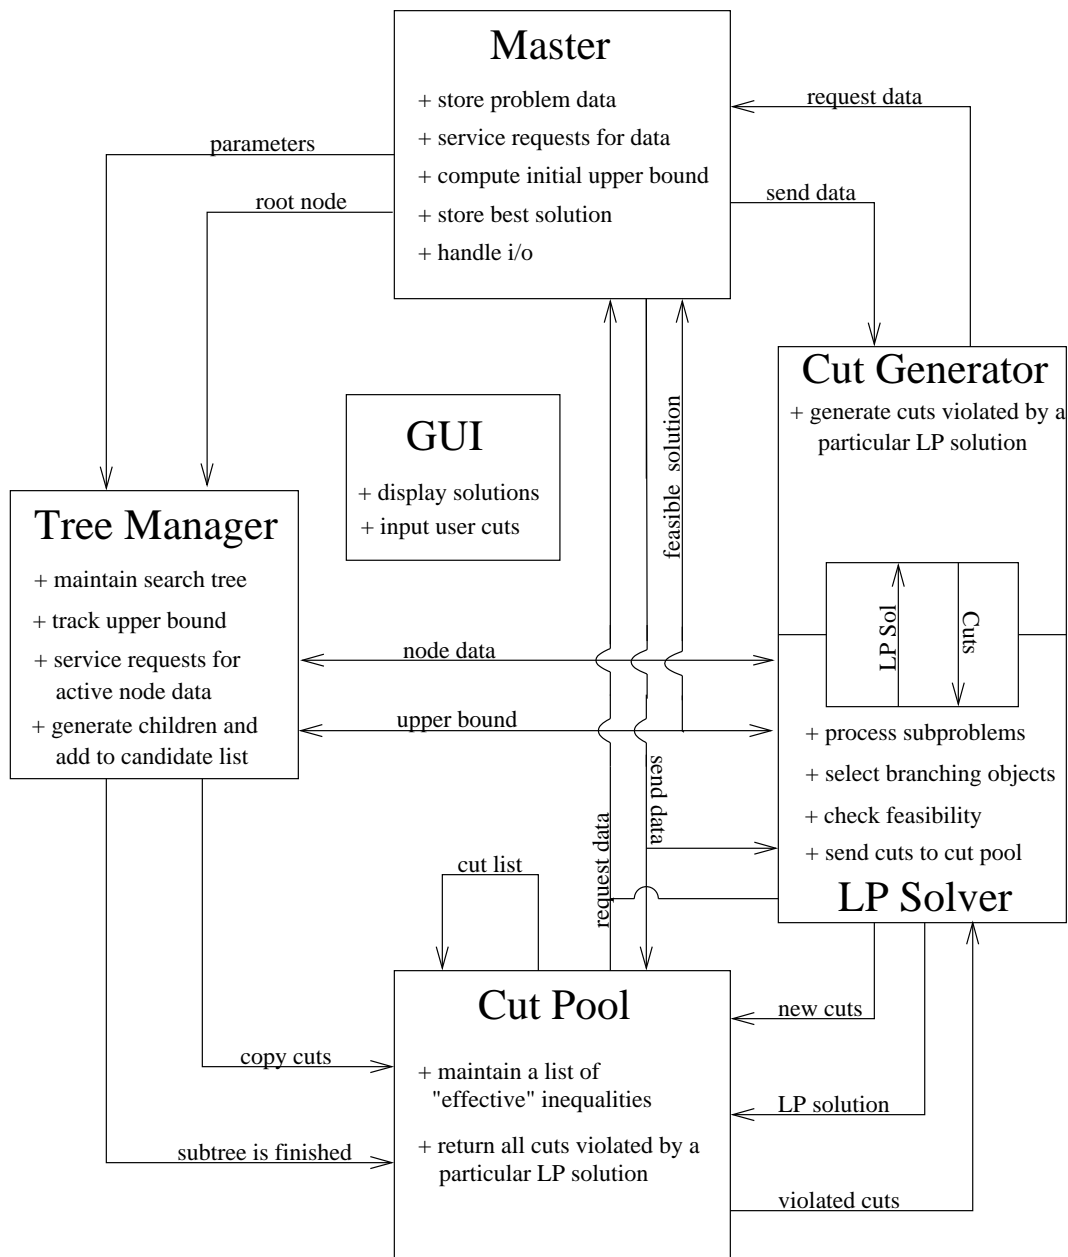 Master
+ store problem data
+ service requests for data
+ compute initial upper bound
+ store best solution
+ handle i/o
request data
parameters
send data
root node
Cut Generator
+ generate cuts violated by a
particular LP solution
GUI
+ display solutions
+ input user cuts
feasible solution
Tree Manager
+ maintain search tree
+ track upper bound
+ service requests for
active node data
+ generate children and
add to candidate list
LP Sol
Cuts
node data
upper bound
+ process subproblems
+ select branching objects
+ check feasibility
+ send cuts to cut pool
LP Solver
send data
request data
cut list
Cut Pool
+ maintain a list of
"effective" inequalities
+ return all cuts violated by a
particular LP solution
new cuts
copy cuts
LP solution
subtree is finished
violated cuts